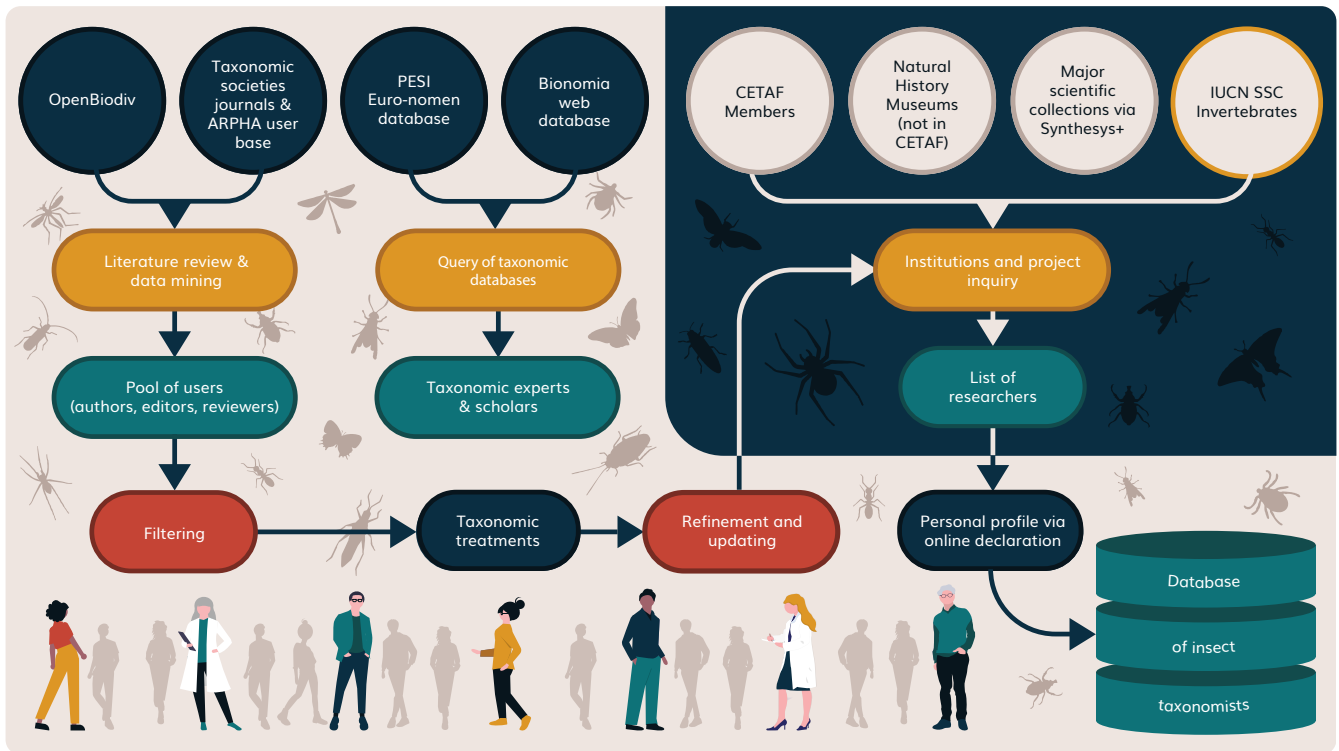 OpenBiodiv
Taxonomic
societies
journals &
ARPHA user
base
PESI
Euro-nomen
database
Bionomia
web
database
CETAF
Members
Natural
History
Museums
(not in
CETAF)
Major
scientific
collections via
Synthesys+
IUCN SSC
Invertebrates
Literature review &
data mining
Query of taxonomic
databases
Institutions and project
inquiry
Pool of users
(authors, editors, reviewers)
Taxonomic experts
& scholars
List of
researchers
Filtering
Taxonomic
treatments
Refinement and
updating
Personal profile via
online declaration
Database
of insect
taxonomists